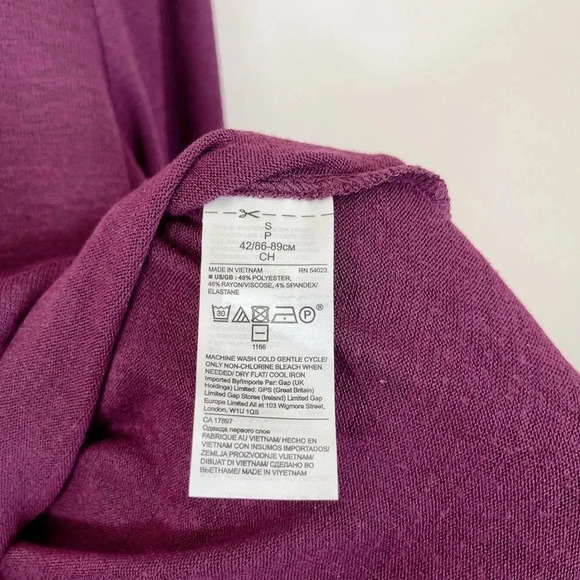 S
P
42/86-89см
CH
MADE IN VIETNAM RN 54023
US/GB : 48% POLYESTER,
48% RAYON/VISCOSE, 4% SPANDEX/
ELASTANE
30 P ®
1166
MACHINE WASH COLD GENTLE CYCLE/
ONLY NON-CHLORINE BLEACH WHEN
NEEDED/ DRY FLAT/ COOL IRON
Imported By/Importe Par: Gap (UK
Holdings) Limited: GPS (Great Britain)
Limited Gap Stores (Ireland) Limited Gap
Europe Limited All at 103 Wigmore Street,
London, W1U 1QS
CA 17897
Одежда первого слоя
FABRIQUE AU VIETNAM/ HECHO EN
VIETNAM CON INSUMOS IMPORTADOS/
ZEMLJA PROIZVODNJE VIJETNAM/
DIBUAT DI VIETNAM/ СДЕЛАНО ВО
ВЬЕТНАМЕ/ MADE IN VIYETNAM